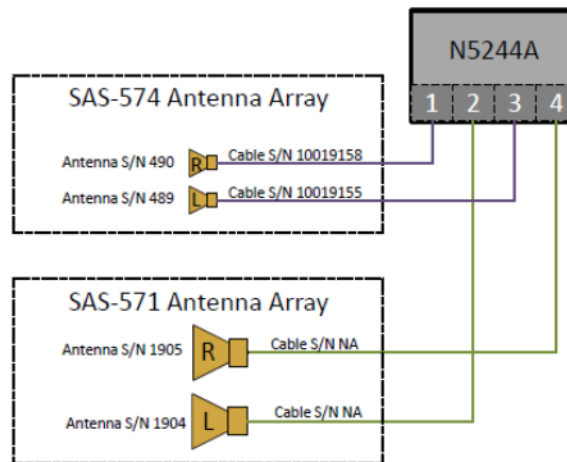 N5244A
1 2 3 4
SAS-574 Antenna Array
Antenna S/N 490 R Cable S/N 10019158
Antenna S/N 489 L Cable S/N 10019155
SAS-571 Antenna Array
Antenna S/N 1905 R Cable S/N NA
Antenna S/N 1904 L Cable S/N NA